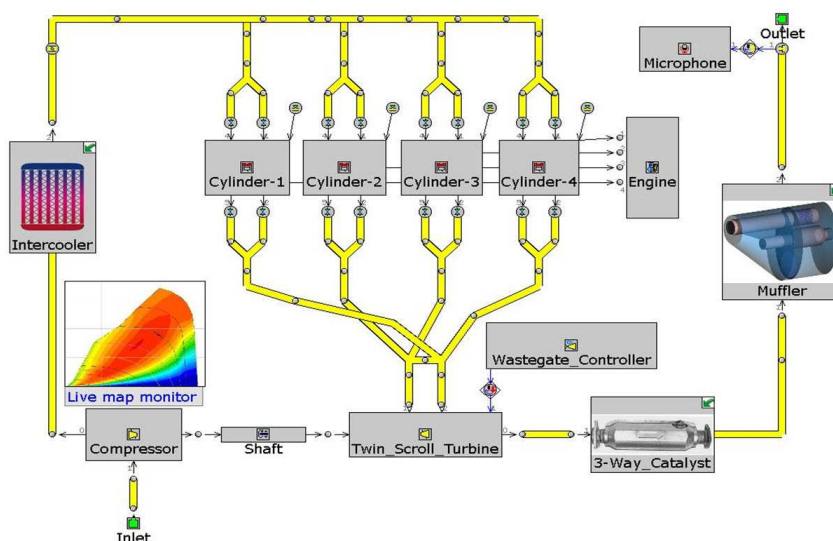 Outlet
Microphone
Cylinder-1
Cylinder-2
Cylinder-3
Cylinder-4
Engine
Intercooler
Muffler
Wastegate_Controller
Live map monitor
Compressor
Shaft
Twin_Scroll_Turbine
3-Way_Catalyst
Inlet